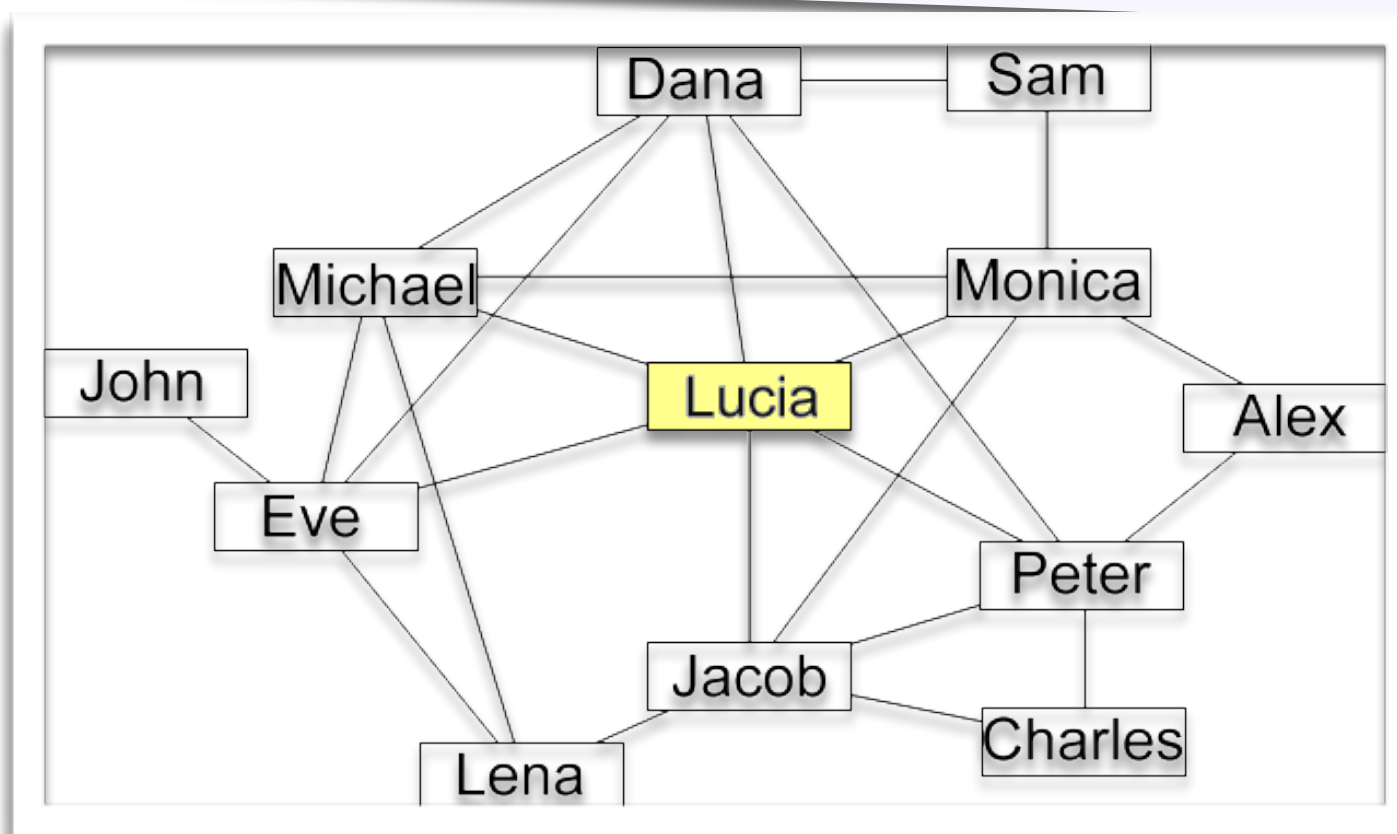 Dana
Sam
Michael
Monica
John
Lucia
Alex
Eve
Peter
Jacob
Charles
Lena